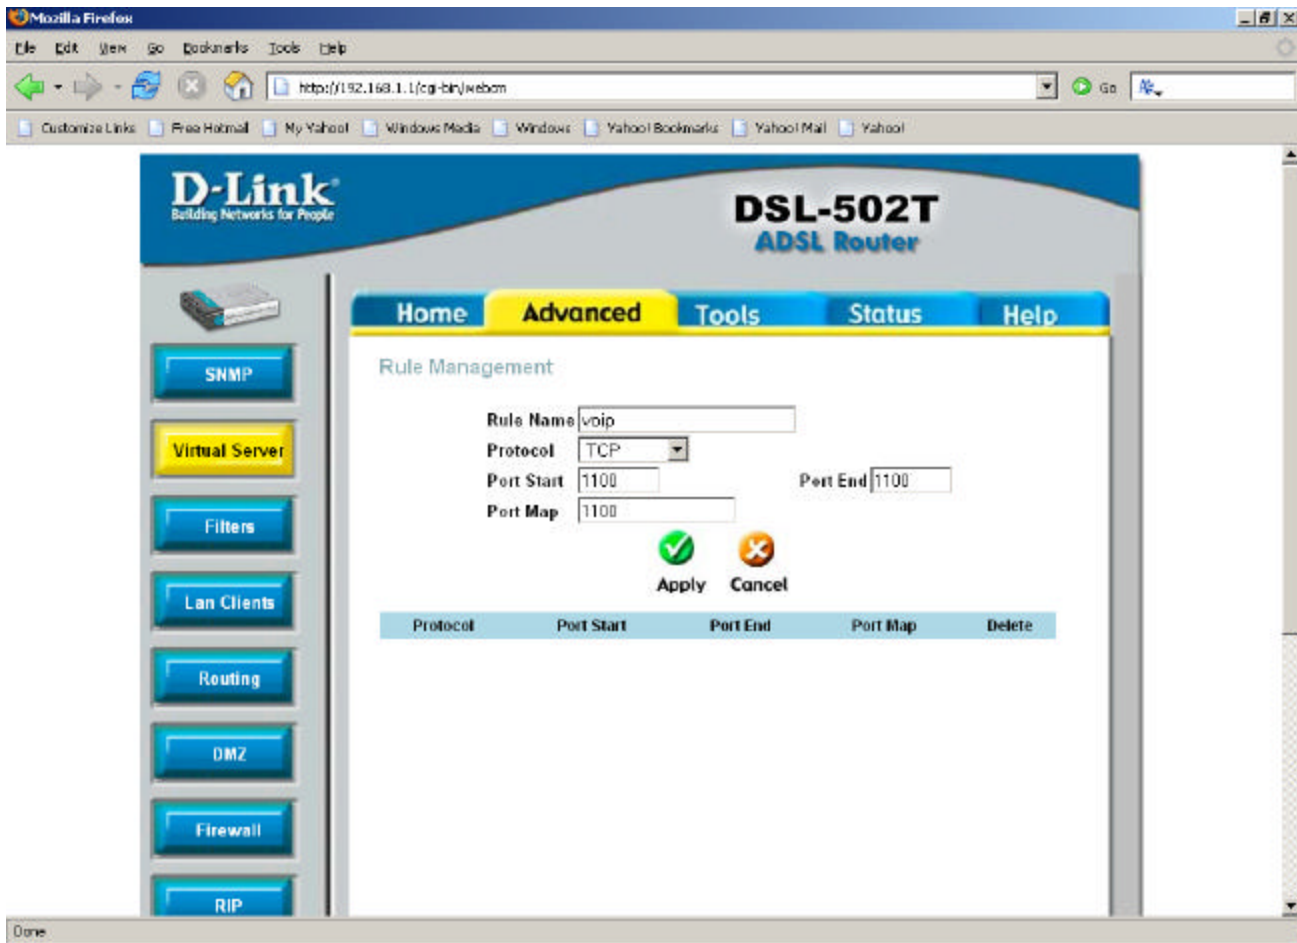 Mozilla Firefox
File Edit View Go Bookmarks Tools Help
http://192.168.1.1/cgi-bin/webcm
Go
Customize Links Free Hotmail My Yahoo! Windows Media Windows Yahoo! Bookmarks Yahoo! Mail Yahoo!
D-Link
Building Networks for People
DSL-502T
ADSL Router
Home Advanced Tools Status Help
SNMP
Virtual Server
Filters
Lan Clients
Routing
DMZ
Firewall
RIP
Rule Management
Rule Name voip
Protocol TCP
Port Start 1100 Port End 1100
Port Map 1100
Apply Cancel
Protocol Port Start Port End Port Map Delete
Done